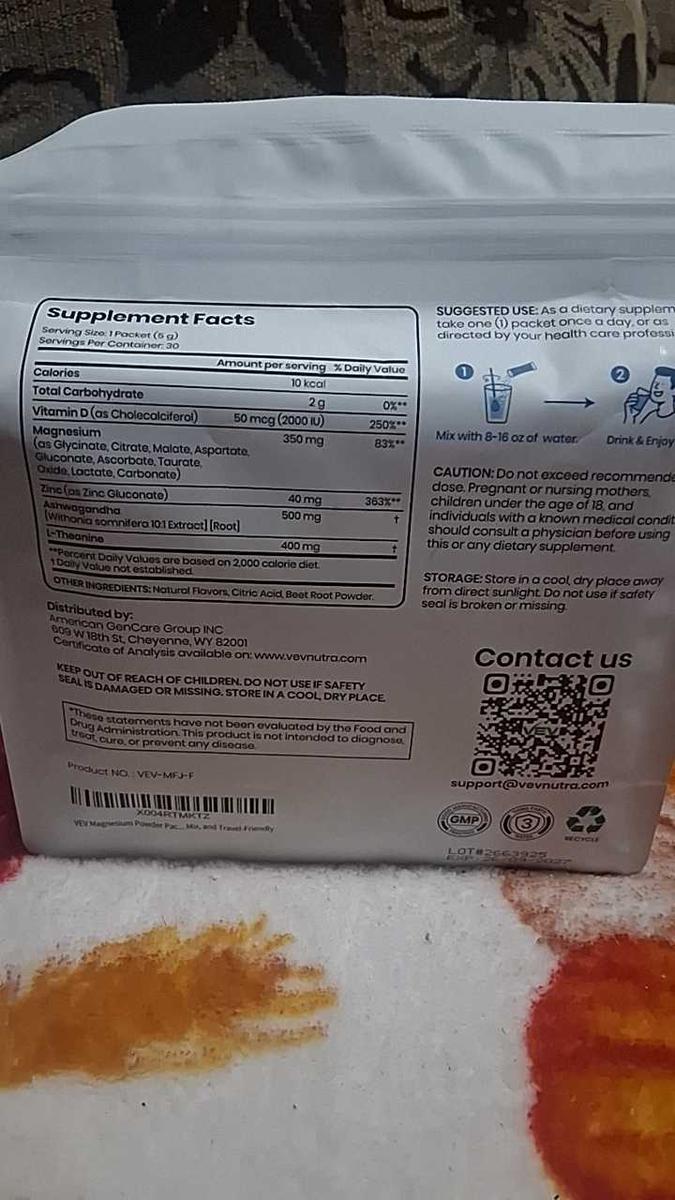 Supplement Facts
Serving Size: 1 Packet (5 g)
Servings Per Container: 30
Amount per serving % Daily Value
Calories 10 kcal
Total Carbohydrate 2 g 0%**
Vitamin D (as Cholecalciferol) 50 mcg (2000 IU) 250%**
Magnesium 350 mg 83%**
(as Glycinate, Citrate, Malate, Aspartate,
Gluconate, Ascorbate, Taurate,
Oxide, Lactate, Carbonate)
Zinc (as Zinc Gluconate) 40 mg 363%**
Ashwagandha 500 mg †
(Withania somnifera 10:1 Extract) [Root]
L-Theanine 400 mg †
**Percent Daily Values are based on 2,000 calorie diet.
† Daily Value not established.
OTHER INGREDIENTS: Natural Flavors, Citric Acid, Beet Root Powder.
Distributed by:
American GenCare Group INC
609 W 18th St, Cheyenne, WY 82001
Certificate of Analysis available on: www.vevnutra.com
KEEP OUT OF REACH OF CHILDREN. DO NOT USE IF SAFETY
SEAL IS DAMAGED OR MISSING. STORE IN A COOL, DRY PLACE.
*These statements have not been evaluated by the Food and
Drug Administration. This product is not intended to diagnose,
treat, cure, or prevent any disease.
Product NO.: VEV-MFJ-F
X004RTMKTZ
VEV Magnesium Powder Pac... Mix, and Travel-Friendly
SUGGESTED USE: As a dietary supplem
take one (1) packet once a day, or as
directed by your health care professi
1
2
Mix with 8-16 oz of water.
Drink & Enjoy
CAUTION: Do not exceed recommende
dose. Pregnant or nursing mothers,
children under the age of 18, and
individuals with a known medical condit
should consult a physician before using
this or any dietary supplement.
STORAGE: Store in a cool, dry place away
from direct sunlight. Do not use if safety
seal is broken or missing.
Contact us
VEV
support@vevnutra.com
GMP
3
RECYCLE
LOT#2663925
EXP
2027